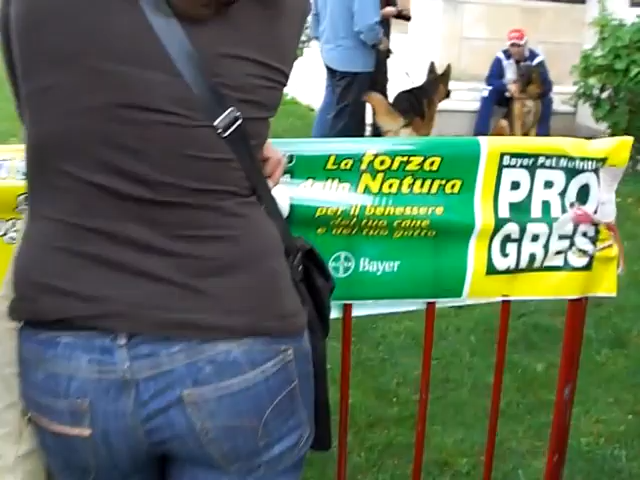 La forza
della Natura
per il benessere
del tuo cane
e del tuo gatto
Bayer
Bayer Pet Nutrition
PRO
GRES